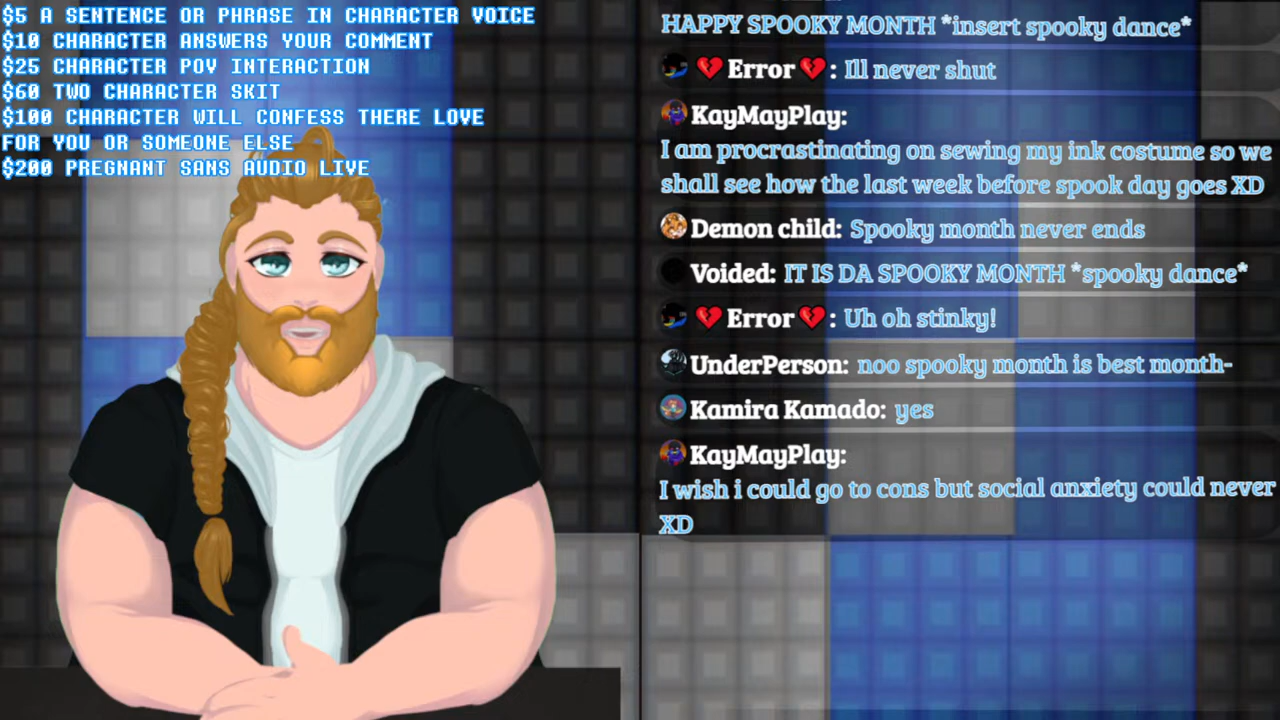 $5 A SENTENCE OR PHRASE IN CHARACTER VOICE
$10 CHARACTER ANSWERS YOUR COMMENT
$25 CHARACTER POV INTERACTION
$60 TWO CHARACTER SKIT
$100 CHARACTER WILL CONFESS THERE LOVE
FOR YOU OR SOMEONE ELSE
$200 PREGNANT SANS AUDIO LIVE
HAPPY SPOOKY MONTH *insert spooky dance*
💔 Error 💔: Ill never shut
KayMayPlay:
I am procrastinating on sewing my ink costume so we
shall see how the last week before spook day goes XD
Demon child: Spooky month never ends
Voided: IT IS DA SPOOKY MONTH *spooky dance*
💔 Error 💔: Uh oh stinky!
UnderPerson: noo spooky month is best month-
Kamira Kamado: yes
KayMayPlay:
I wish i could go to cons but social anxiety could never
XD